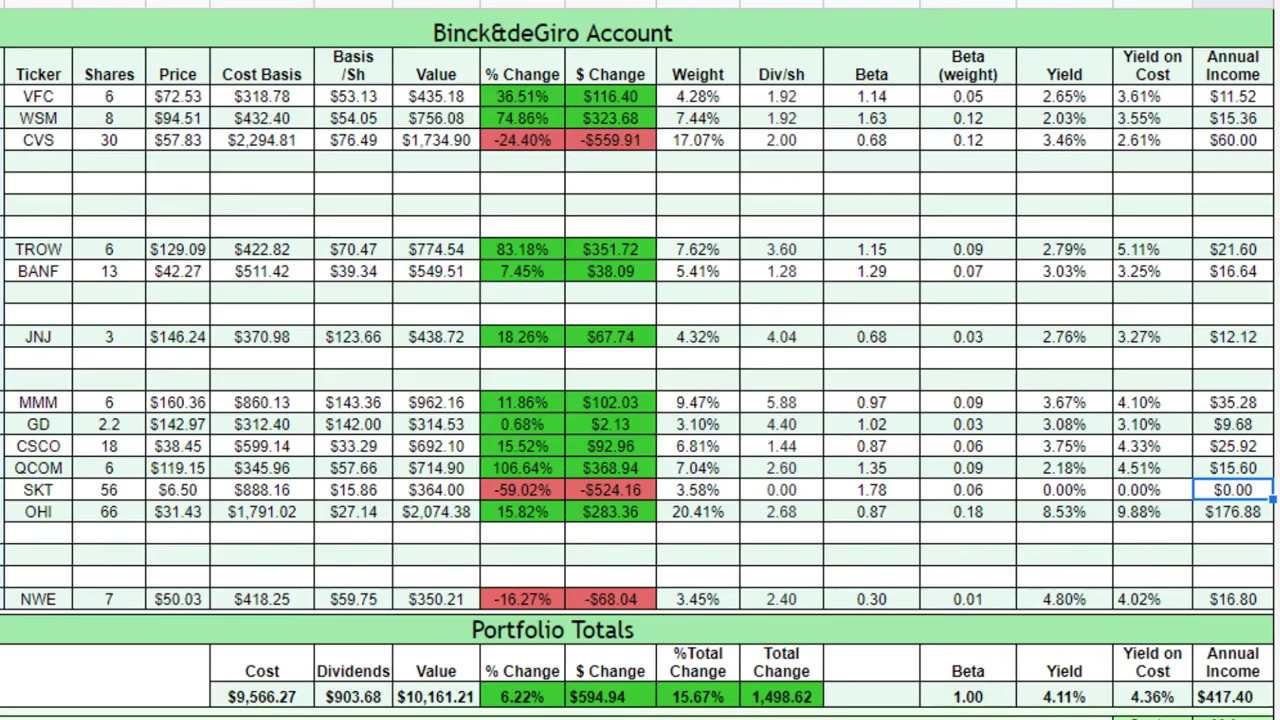 Binck&deGiro Account
Ticker Shares Price Cost Basis Basis /Sh Value % Change $ Change Weight Div/sh Beta Beta (weight) Yield Yield on Cost Annual Income
VFC 6 $72.53 $318.78 $53.13 $435.18 36.51% $116.40 4.28% 1.92 1.14 0.05 2.65% 3.61% $11.52
WSM 8 $94.51 $432.40 $54.05 $756.08 74.86% $323.68 7.44% 1.92 1.63 0.12 2.03% 3.55% $15.36
CVS 30 $57.83 $2,294.81 $76.49 $1,734.90 -24.40% -$559.91 17.07% 2.00 0.68 0.12 3.46% 2.61% $60.00
TROW 6 $129.09 $422.82 $70.47 $774.54 83.18% $351.72 7.62% 3.60 1.15 0.09 2.79% 5.11% $21.60
BANF 13 $42.27 $511.42 $39.34 $549.51 7.45% $38.09 5.41% 1.28 1.29 0.07 3.03% 3.25% $16.64
JNJ 3 $146.24 $370.98 $123.66 $438.72 18.26% $67.74 4.32% 4.04 0.68 0.03 2.76% 3.27% $12.12
MMM 6 $160.36 $860.13 $143.36 $962.16 11.86% $102.03 9.47% 5.88 0.97 0.09 3.67% 4.10% $35.28
GD 2.2 $142.97 $312.40 $142.00 $314.53 0.68% $2.13 3.10% 4.40 1.02 0.03 3.08% 3.10% $9.68
CSCO 18 $38.45 $599.14 $33.29 $692.10 15.52% $92.96 6.81% 1.44 0.87 0.06 3.75% 4.33% $25.92
QCOM 6 $119.15 $345.96 $57.66 $714.90 106.64% $368.94 7.04% 2.60 1.35 0.09 2.18% 4.51% $15.60
SKT 56 $6.50 $888.16 $15.86 $364.00 -59.02% -$524.16 3.58% 0.00 1.78 0.06 0.00% 0.00% $0.00
OHI 66 $31.43 $1,791.02 $27.14 $2,074.38 15.82% $283.36 20.41% 2.68 0.87 0.18 8.53% 9.88% $176.88
NWE 7 $50.03 $418.25 $59.75 $350.21 -16.27% -$68.04 3.45% 2.40 0.30 0.01 4.80% 4.02% $16.80
Portfolio Totals
Cost Dividends Value % Change $ Change %Total Change Total Change Beta Yield Yield on Cost Annual Income
$9,566.27 $903.68 $10,161.21 6.22% $594.94 15.67% 1,498.62 1.00 4.11% 4.36% $417.40